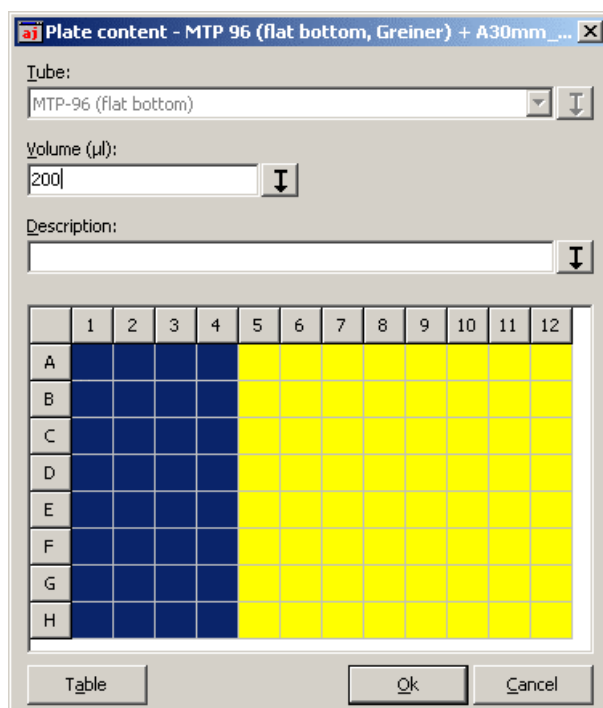 aj Plate content - MTP 96 (flat bottom, Greiner) + A30mm_...
Tube:
MTP-96 (flat bottom)
Volume (µl):
200
Description:
1 2 3 4 5 6 7 8 9 10 11 12
A
B
C
D
E
F
G
H
Table Ok Cancel